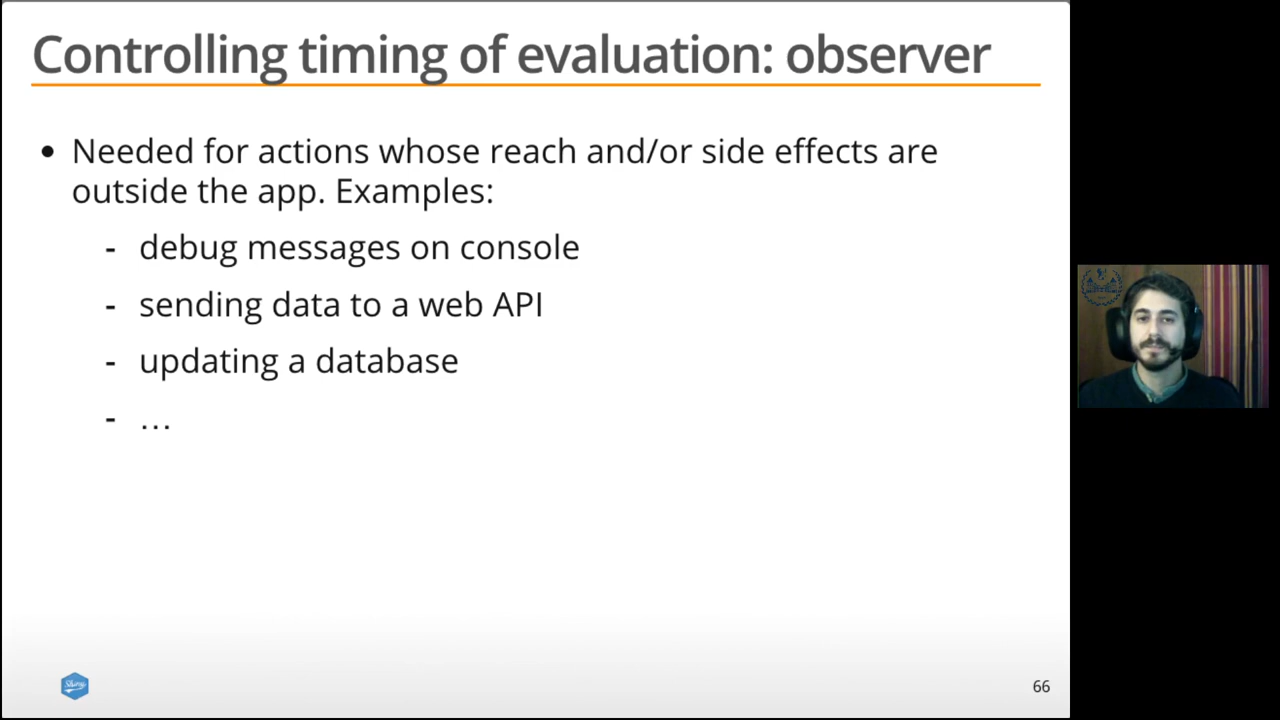 Controlling timing of evaluation: observer
• Needed for actions whose reach and/or side effects are
outside the app. Examples:
- debug messages on console
- sending data to a web API
- updating a database
- …
Shiny
66